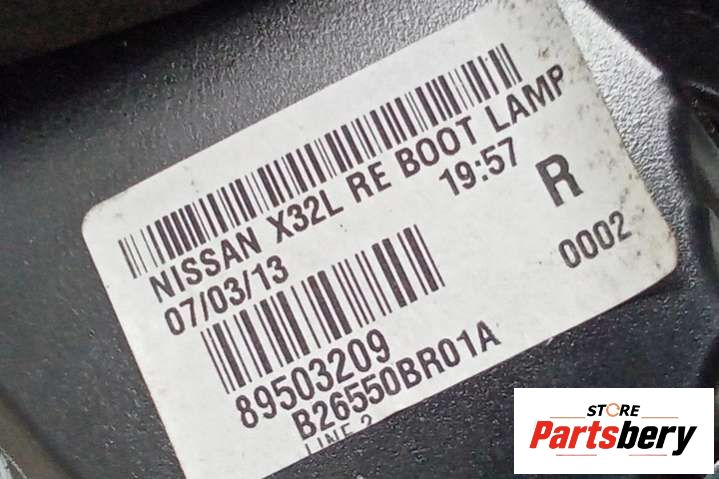 NISSAN X32L RE BOOT LAMP
07/03/13 19:57
R
89503209 0002
B26550BR01A
LINE 2
STORE
Partsbery